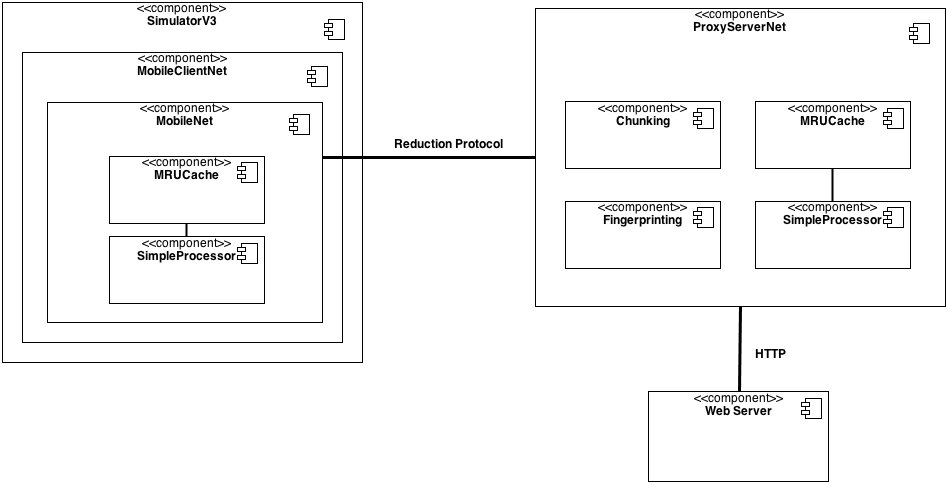 <<component>>
SimulatorV3
<<component>>
MobileClientNet
<<component>>
MobileNet
<<component>>
MRUCache
<<component>>
SimpleProcessor
Reduction Protocol
<<component>>
ProxyServerNet
<<component>>
Chunking
<<component>>
MRUCache
<<component>>
Fingerprinting
<<component>>
SimpleProcessor
HTTP
<<component>>
Web Server